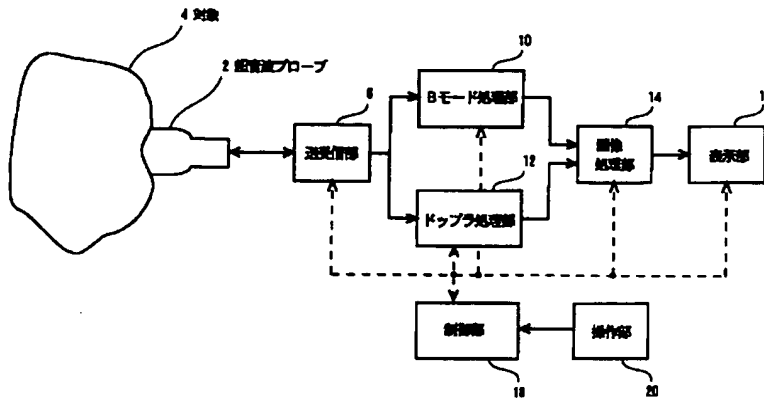 4 対象
2 超音波プローブ
6
送受信部
10
Bモード処理部
12
ドップラ処理部
14
画像
処理部
表示部
制御部
18
操作部
20